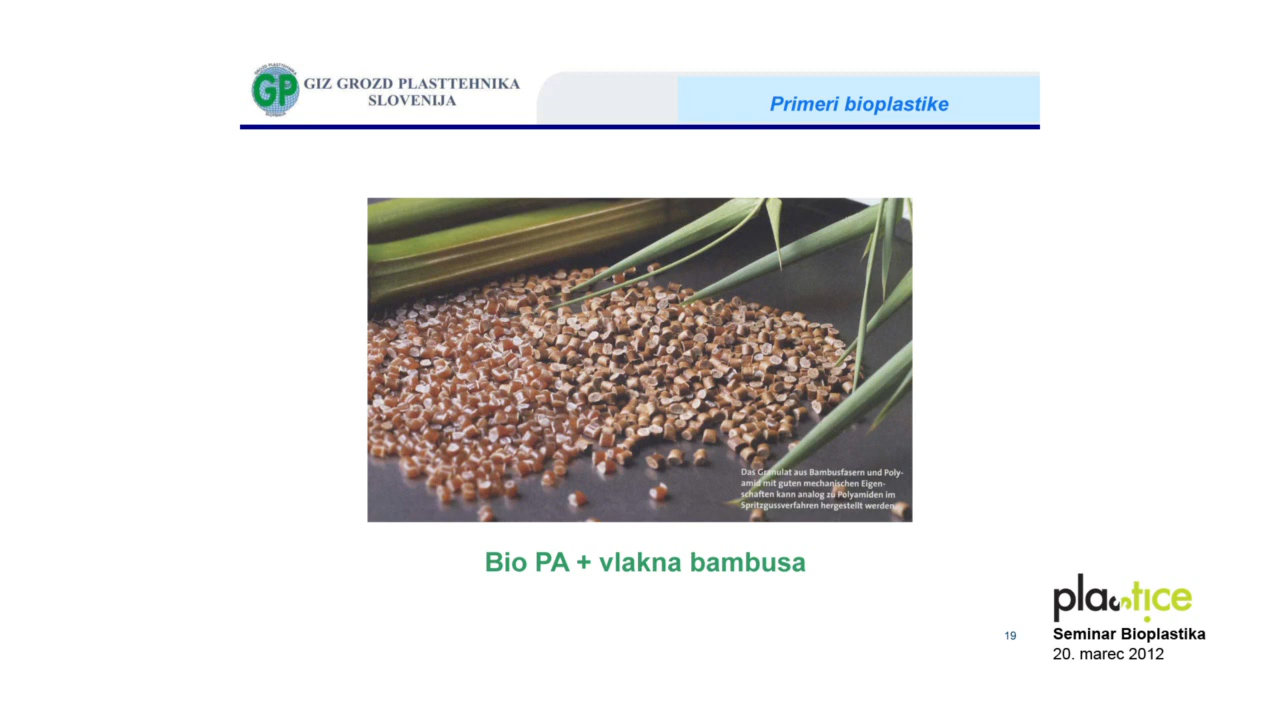 GP
GIZ GROZD PLASTTEHNIKA
SLOVENIJA
Primeri bioplastike
Das Granulat aus Bambusfasern und Poly-
amid mit guten mechanischen Eigen-
schaften kann analog zu Polyamiden im
Spritzgussverfahren hergestellt werden.
Bio PA + vlakna bambusa
19
plastice
Seminar Bioplastika
20. marec 2012